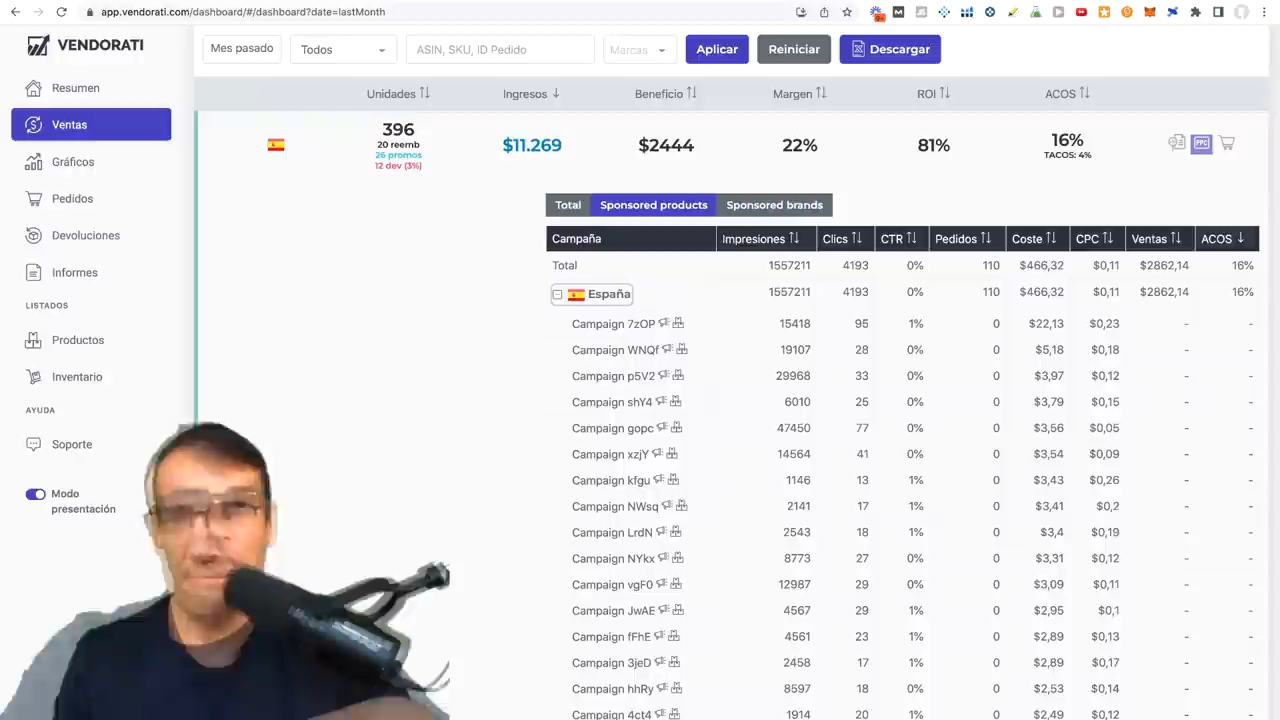 app.vendorati.com/dashboard/#/dashboard?date=lastMonth
VENDORATI
Mes pasado
Todos
ASIN, SKU, ID Pedido
Marcas
Aplicar
Reiniciar
Descargar
Resumen
Ventas
Gráficos
Pedidos
Devoluciones
Informes
LISTADOS
Productos
Inventario
AYUDA
Soporte
Modo
presentación
Unidades Ingresos Beneficio Margen ROI ACOS
396 $11.269 $2444 22% 81% 16%
20 reemb
26 promos
12 dev (3%)
TACOS: 4%
PPC
Total Sponsored products Sponsored brands
Campaña Impresiones Clics CTR Pedidos Coste CPC Ventas ACOS
Total 1557211 4193 0% 110 $466,32 $0,11 $2862,14 16%
España 1557211 4193 0% 110 $466,32 $0,11 $2862,14 16%
Campaign 7zOP 15418 95 1% 0 $22,13 $0,23 - -
Campaign WNQf 19107 28 0% 0 $5,18 $0,18 - -
Campaign p5V2 29968 33 0% 0 $3,97 $0,12 - -
Campaign shY4 6010 25 0% 0 $3,79 $0,15 - -
Campaign gopc 47450 77 0% 0 $3,56 $0,05 - -
Campaign xzjY 14564 41 0% 0 $3,54 $0,09 - -
Campaign kfgu 1146 13 1% 0 $3,43 $0,26 - -
Campaign NWsq 2141 17 1% 0 $3,41 $0,2 - -
Campaign LrdN 2543 18 1% 0 $3,4 $0,19 - -
Campaign NYkx 8773 27 0% 0 $3,31 $0,12 - -
Campaign vgF0 12987 29 0% 0 $3,09 $0,11 - -
Campaign JwAE 4567 29 1% 0 $2,95 $0,1 - -
Campaign fFhE 4561 23 1% 0 $2,89 $0,13 - -
Campaign 3jeD 2458 17 1% 0 $2,89 $0,17 - -
Campaign hhRy 8597 18 0% 0 $2,53 $0,14 - -
Campaign 4ct4 1914 20 1% 0 $2,49 $0,12 - -